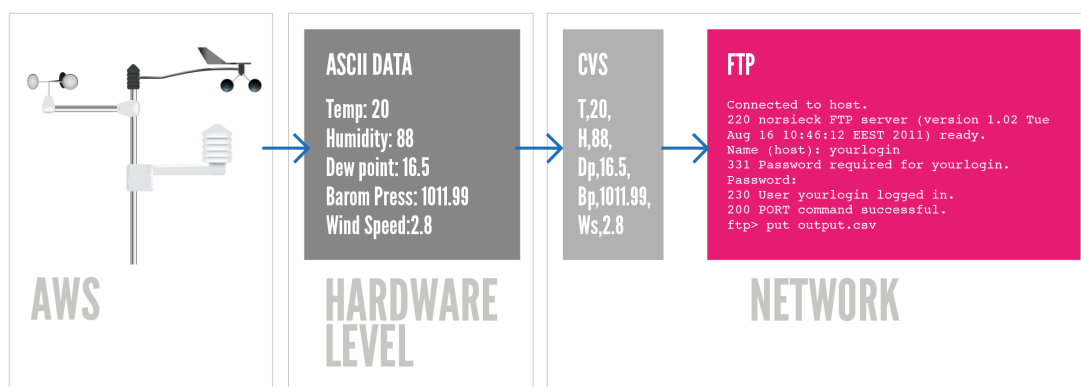 ASCII DATA
Temp: 20
Humidity: 88
Dew point: 16.5
Barom Press: 1011.99
Wind Speed:2.8
CVS
T,20,
H,88,
Dp,16.5,
Bp,1011.99,
Ws,2.8
FTP
Connected to host.
220 norsieck FTP server (version 1.02 Tue
Aug 16 10:46:12 EEST 2011) ready.
Name (host): yourlogin
331 Password required for yourlogin.
Password:
230 User yourlogin logged in.
200 PORT command successful.
ftp> put output.csv
AWS
HARDWARE
LEVEL
NETWORK